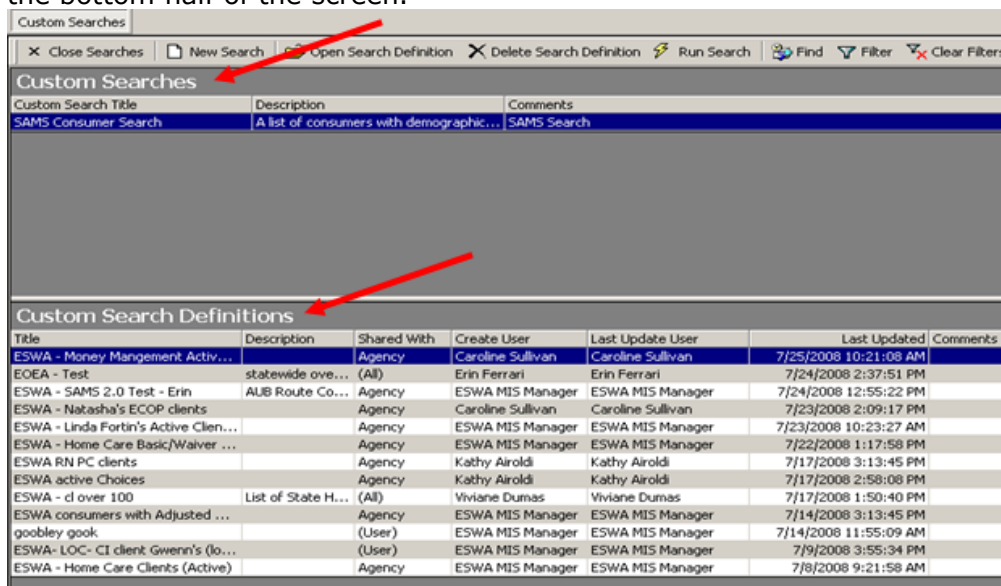 the bottom half of the screen.
Custom Searches
Close Searches New Search Open Search Definition Delete Search Definition Run Search Find Filter Clear Filters
Custom Searches
Custom Search Title Description Comments
SAMS Consumer Search A list of consumers with demographic... SAMS Search
Custom Search Definitions
Title Description Shared With Create User Last Update User Last Updated Comments
ESWA - Money Mangement Activ... Agency Caroline Sullivan Caroline Sullivan 7/25/2008 10:21:08 AM
EOEA - Test statewide ove... (All) Erin Ferrari Erin Ferrari 7/24/2008 2:37:51 PM
ESWA - SAMS 2.0 Test - Erin AUB Route Co... Agency ESWA MIS Manager ESWA MIS Manager 7/24/2008 12:55:22 PM
ESWA - Natasha's ECOP clients Agency Caroline Sullivan Caroline Sullivan 7/23/2008 2:09:17 PM
ESWA - Linda Fortin's Active Clien... Agency ESWA MIS Manager ESWA MIS Manager 7/23/2008 10:23:27 AM
ESWA - Home Care Basic/Waiver ... Agency ESWA MIS Manager ESWA MIS Manager 7/22/2008 1:17:58 PM
ESWA RN PC clients Agency Kathy Airoldi Kathy Airoldi 7/17/2008 3:13:45 PM
ESWA active Choices Agency Kathy Airoldi Kathy Airoldi 7/17/2008 2:58:08 PM
ESWA - cl over 100 List of State H... (All) Viviane Dumas Viviane Dumas 7/17/2008 1:50:40 PM
ESWA consumers with Adjusted ... Agency ESWA MIS Manager ESWA MIS Manager 7/14/2008 3:13:45 PM
goobley gook (User) ESWA MIS Manager ESWA MIS Manager 7/14/2008 11:55:09 AM
ESWA- LOC- CI client Gwenn's (lo... (User) ESWA MIS Manager ESWA MIS Manager 7/9/2008 3:55:34 PM
ESWA - Home Care Clients (Active) Agency ESWA MIS Manager ESWA MIS Manager 7/8/2008 9:21:58 AM